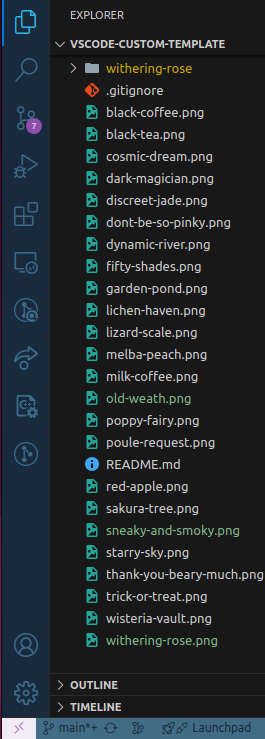 EXPLORER
VSCODE-CUSTOM-TEMPLATE
withering-rose
.gitignore
black-coffee.png
black-tea.png
cosmic-dream.png
dark-magician.png
discreet-jade.png
dont-be-so-pinky.png
dynamic-river.png
fifty-shades.png
garden-pond.png
lichen-haven.png
lizard-scale.png
melba-peach.png
milk-coffee.png
old-weath.png
poppy-fairy.png
poule-request.png
README.md
red-apple.png
sakura-tree.png
sneaky-and-smoky.png
starry-sky.png
thank-you-beary-much.png
trick-or-treat.png
wisteria-vault.png
withering-rose.png
OUTLINE
TIMELINE
7
main*+ Launchpad